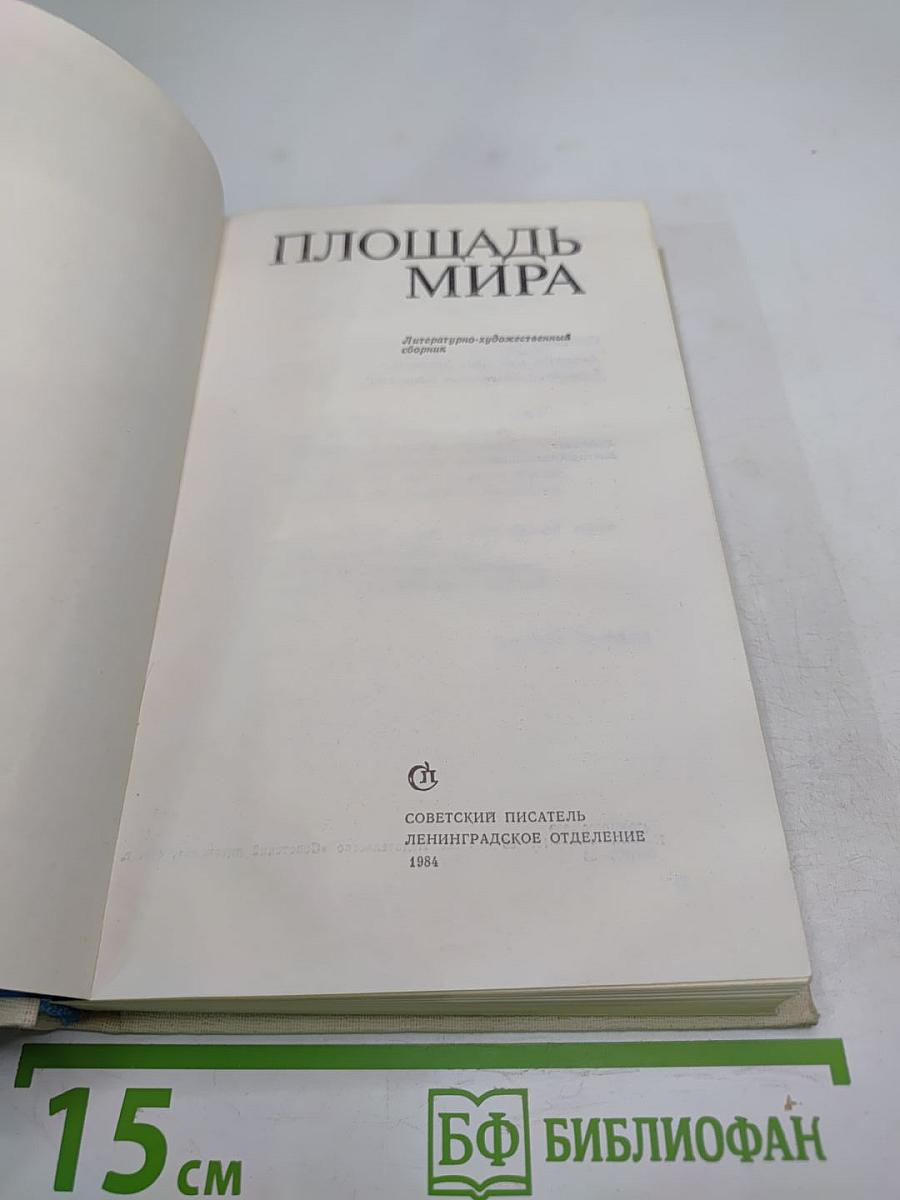 ПЛОЩАДЬ
МИРА
Литературно-художественный
сборник
СП
СОВЕТСКИЙ ПИСАТЕЛЬ
ЛЕНИНГРАДСКОЕ ОТДЕЛЕНИЕ
1984
15 см
БФ БИБЛИОФАН